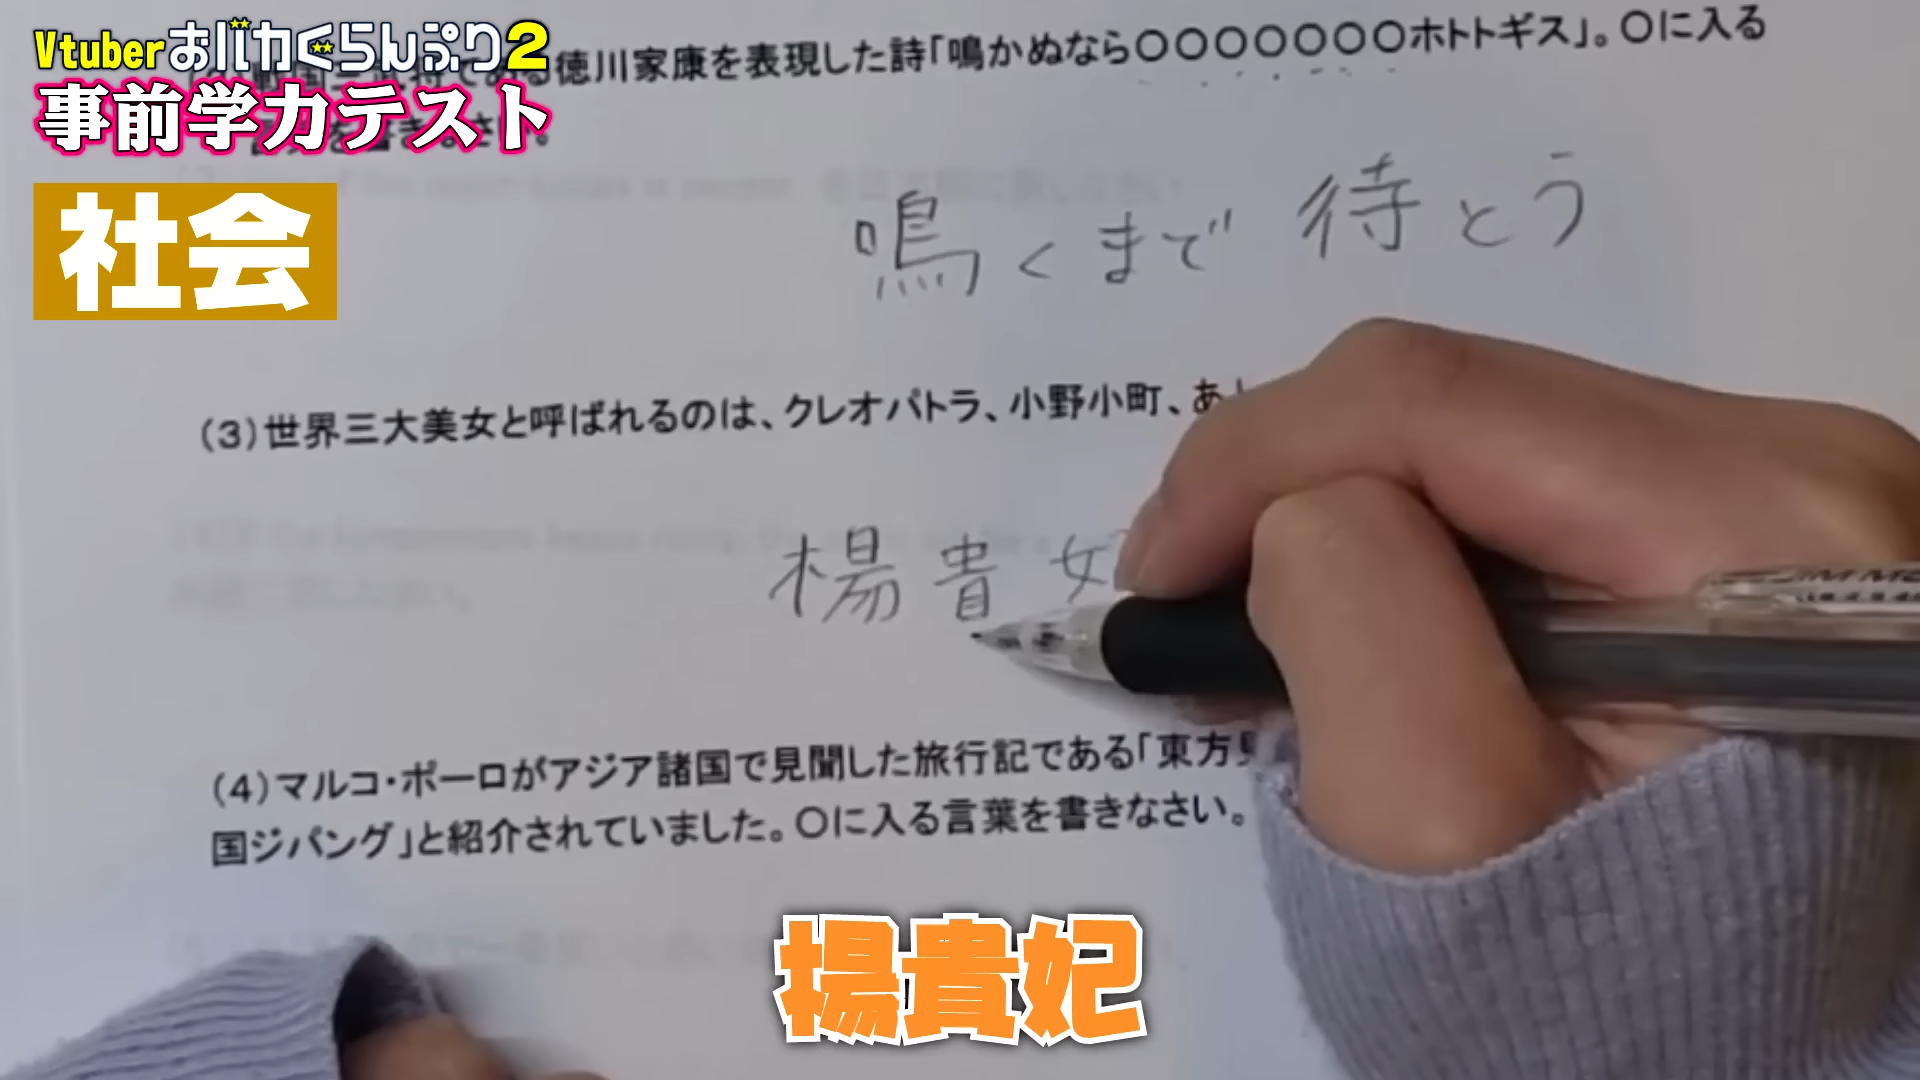 Vtuberおバカぐらんぷり2
事前学力テスト
社会
徳川家康を表現した詩「鳴かぬなら〇〇〇〇〇〇〇ホトトギス」。〇に入る
鳴くまで待とう
(3)世界三大美女と呼ばれるのは、クレオパトラ、小野小町、あ
楊貴
(4)マルコ・ポーロがアジア諸国で見聞した旅行記である「東方
国ジパング」と紹介されていました。〇に入る言葉を書きなさい。
楊貴妃